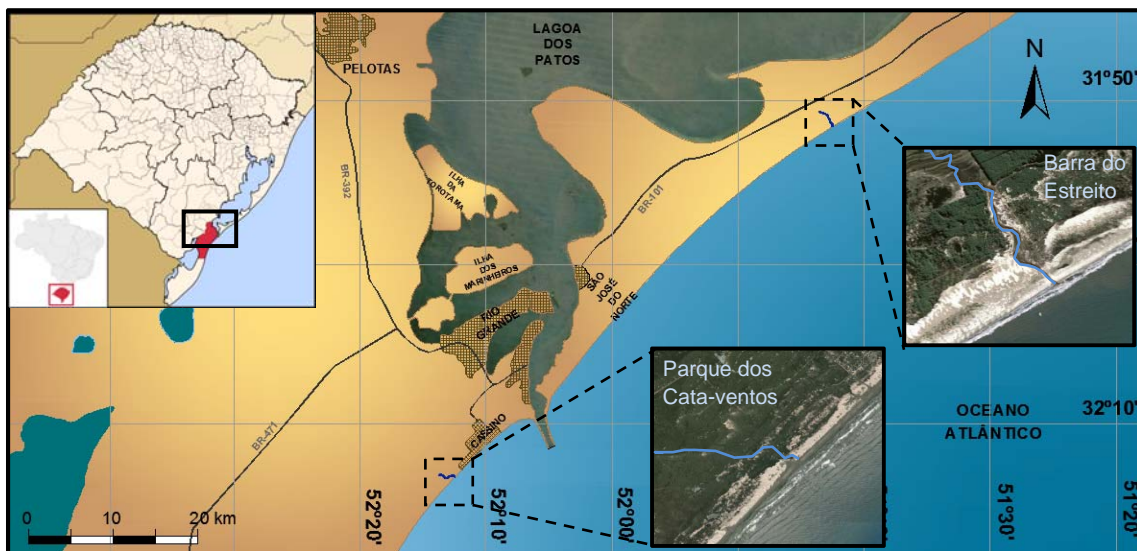 LAGOA
DOS
PATOS
PELOTAS
N
31º50'
BR-392
ILHA
DA
TOROTAMA
BR-101
Barra do
Estreito
ILHA
DOS
MARINHEIROS
SÃO
JOSÉ
DO
NORTE
RIO
GRANDE
Parque dos
Cata-ventos
32º10'
OCEANO
ATLÂNTICO
BR-471
CASSINO
52º20'
52º10'
52º00'
51º30'
51º20'
0 10 20 km